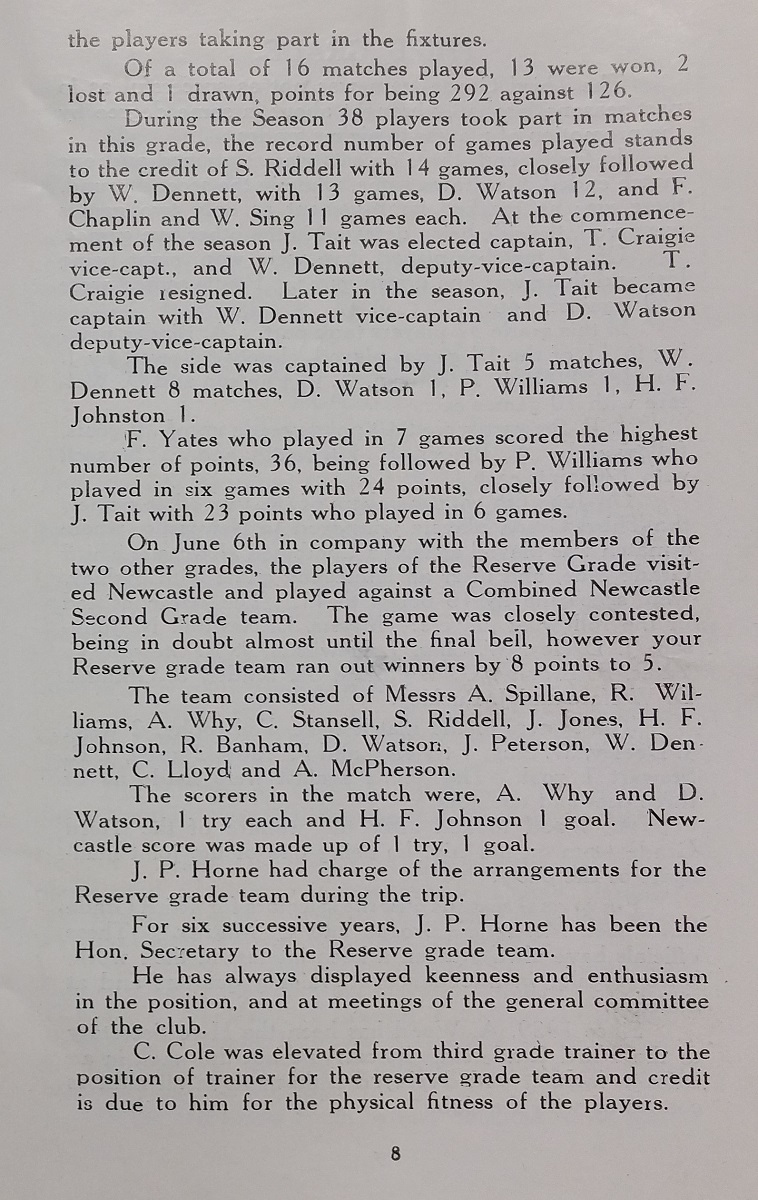 the players taking part in the fixtures.
Of a total of 16 matches played, 13 were won, 2
lost and 1 drawn, points for being 292 against 126.
During the Season 38 players took part in matches
in this grade, the record number of games played stands
to the credit of S. Riddell with 14 games, closely followed
by W. Dennett, with 13 games, D. Watson 12, and F.
Chaplin and W. Sing 11 games each. At the commence-
ment of the season J. Tait was elected captain, T. Craigie
vice-capt., and W. Dennett, deputy-vice-captain. T.
Craigie resigned. Later in the season, J. Tait became
captain with W. Dennett vice-captain and D. Watson
deputy-vice-captain.
The side was captained by J. Tait 5 matches, W.
Dennett 8 matches, D. Watson 1, P. Williams 1, H. F.
Johnston 1.
F. Yates who played in 7 games scored the highest
number of points, 36, being followed by P. Williams who
played in six games with 24 points, closely followed by
J. Tait with 23 points who played in 6 games.
On June 6th in company with the members of the
two other grades, the players of the Reserve Grade visit-
ed Newcastle and played against a Combined Newcastle
Second Grade team. The game was closely contested,
being in doubt almost until the final bell, however your
Reserve grade team ran out winners by 8 points to 5.
The team consisted of Messrs A. Spillane, R. Wil-
liams, A. Why, C. Stansell, S. Riddell, J. Jones, H. F.
Johnson, R. Banham, D. Watson, J. Peterson, W. Den-
nett, C. Lloyd and A. McPherson.
The scorers in the match were, A. Why and D.
Watson, 1 try each and H. F. Johnson 1 goal. New-
castle score was made up of 1 try, 1 goal.
J. P. Horne had charge of the arrangements for the
Reserve grade team during the trip.
For six successive years, J. P. Horne has been the
Hon. Secretary to the Reserve grade team.
He has always displayed keenness and enthusiasm
in the position, and at meetings of the general committee
of the club.
C. Cole was elevated from third grade trainer to the
position of trainer for the reserve grade team and credit
is due to him for the physical fitness of the players.
8